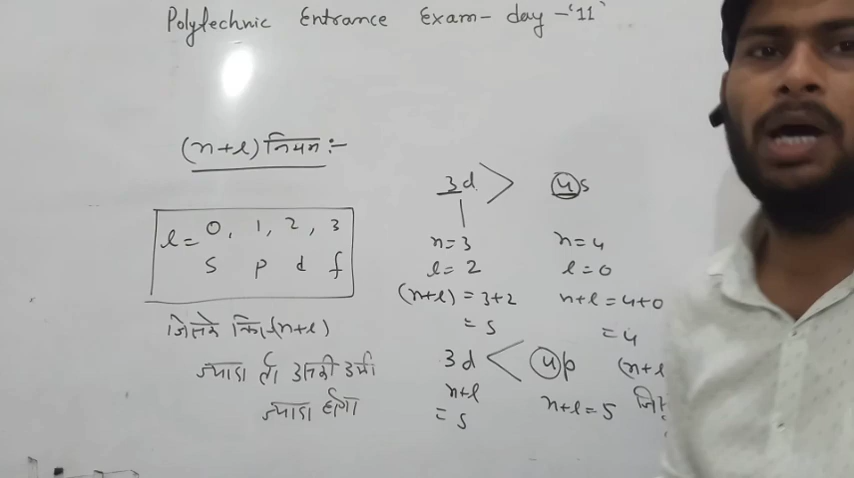 Polytechnic Entrance Exam - day - '11'
(n+l) नियम :-
l = 0, 1, 2, 3
s p d f
जिसके लिए (n+l)
ज्यादा हो उसकी उर्जा
ज्यादा होगा
3d > 4s
n=3 n=4
l=2 l=0
(n+l) = 3+2 n+l = 4+0
= 5 = 4
3d < 4p (n+l
n+l
= 5 n+l = 5